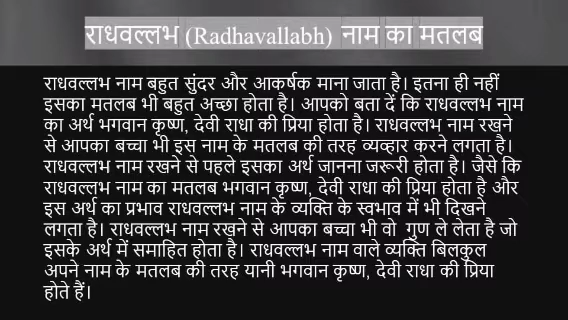 राधवल्लभ (Radhavallabh) नाम का मतलब
राधवल्लभ नाम बहुत सुंदर और आकर्षक माना जाता है। इतना ही नहीं
इसका मतलब भी बहुत अच्छा होता है। आपको बता दें कि राधवल्लभ नाम
का अर्थ भगवान कृष्ण, देवी राधा की प्रिया होता है। राधवल्लभ नाम रखने
से आपका बच्चा भी इस नाम के मतलब की तरह व्यव्हार करने लगता है।
राधवल्लभ नाम रखने से पहले इसका अर्थ जानना जरूरी होता है। जैसे कि
राधवल्लभ नाम का मतलब भगवान कृष्ण, देवी राधा की प्रिया होता है और
इस अर्थ का प्रभाव राधवल्लभ नाम के व्यक्ति के स्वभाव में भी दिखने
लगता है। राधवल्लभ नाम रखने से आपका बच्चा भी वो गुण ले लेता है जो
इसके अर्थ में समाहित होता है। राधवल्लभ नाम वाले व्यक्ति बिलकुल
अपने नाम के मतलब की तरह यानी भगवान कृष्ण, देवी राधा की प्रिया
होते हैं।